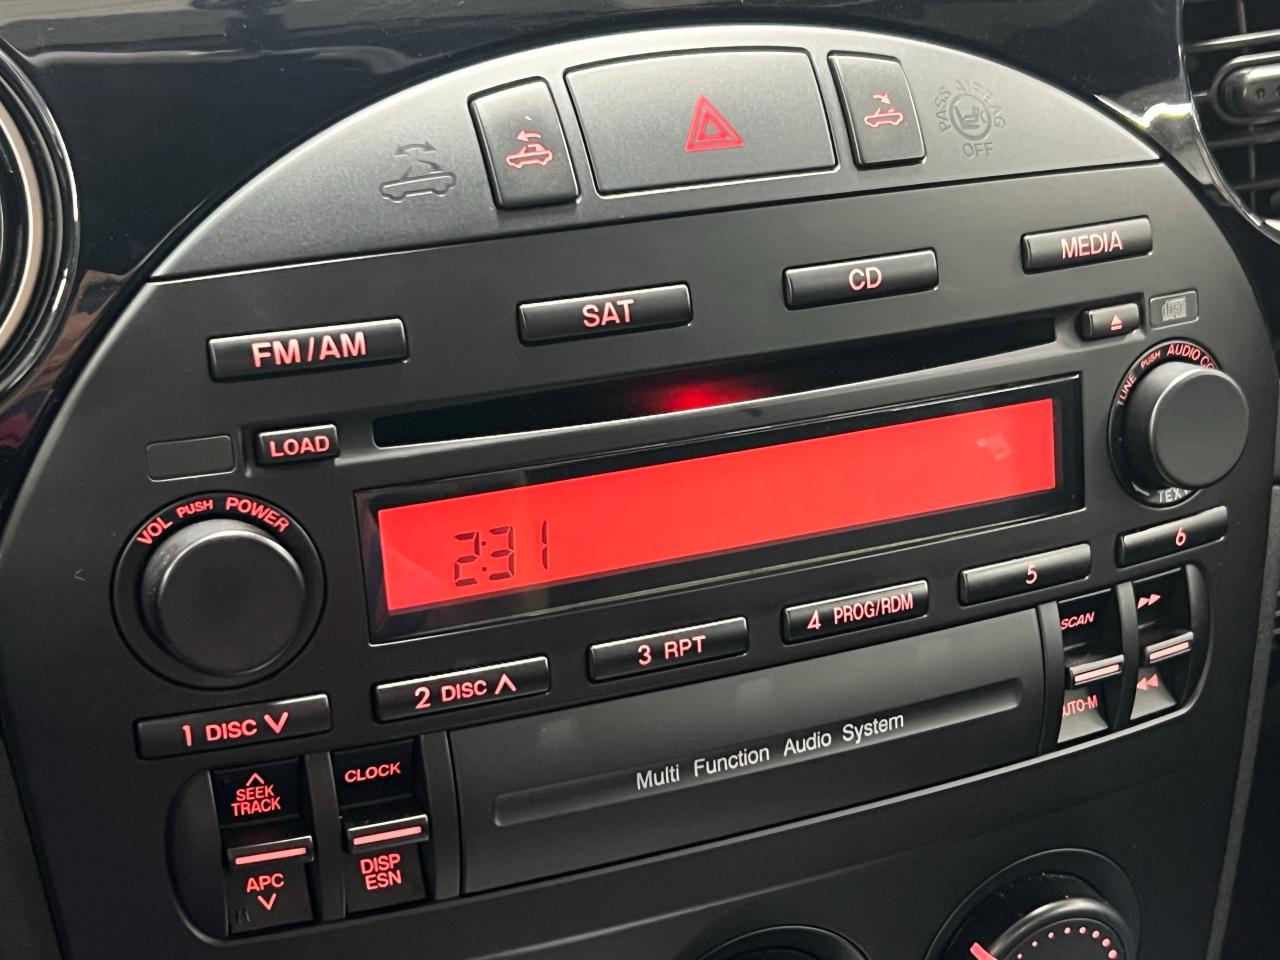 PASS AIRBAG
OFF
MEDIA
CD
SAT
FM/AM
LOAD
VOL PUSH POWER
TUNE PUSH AUDIO
2:31
6
5
4 PROG/RDM
3 RPT
2 DISC
1 DISC
SCAN
SEEK
TRACK
APC
CLOCK
DISP
ESN
Multi Function Audio System